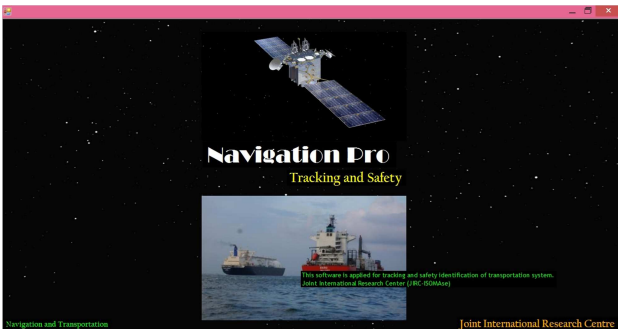 Navigation Pro
Tracking and Safety
This software is applied for tracking and safety identification of transportation system.
Joint International Research Center (JIRC-ISOMAse)
Navigation and Transportation
Joint International Research Centre